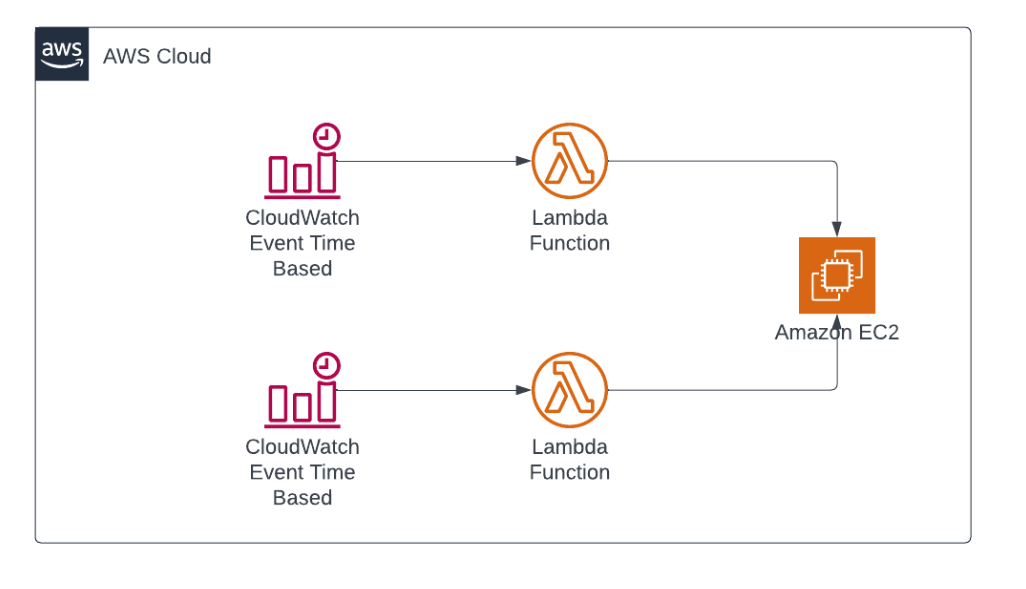 aws
AWS Cloud
CloudWatch
Event Time
Based
Lambda
Function
Amazon EC2
CloudWatch
Event Time
Based
Lambda
Function